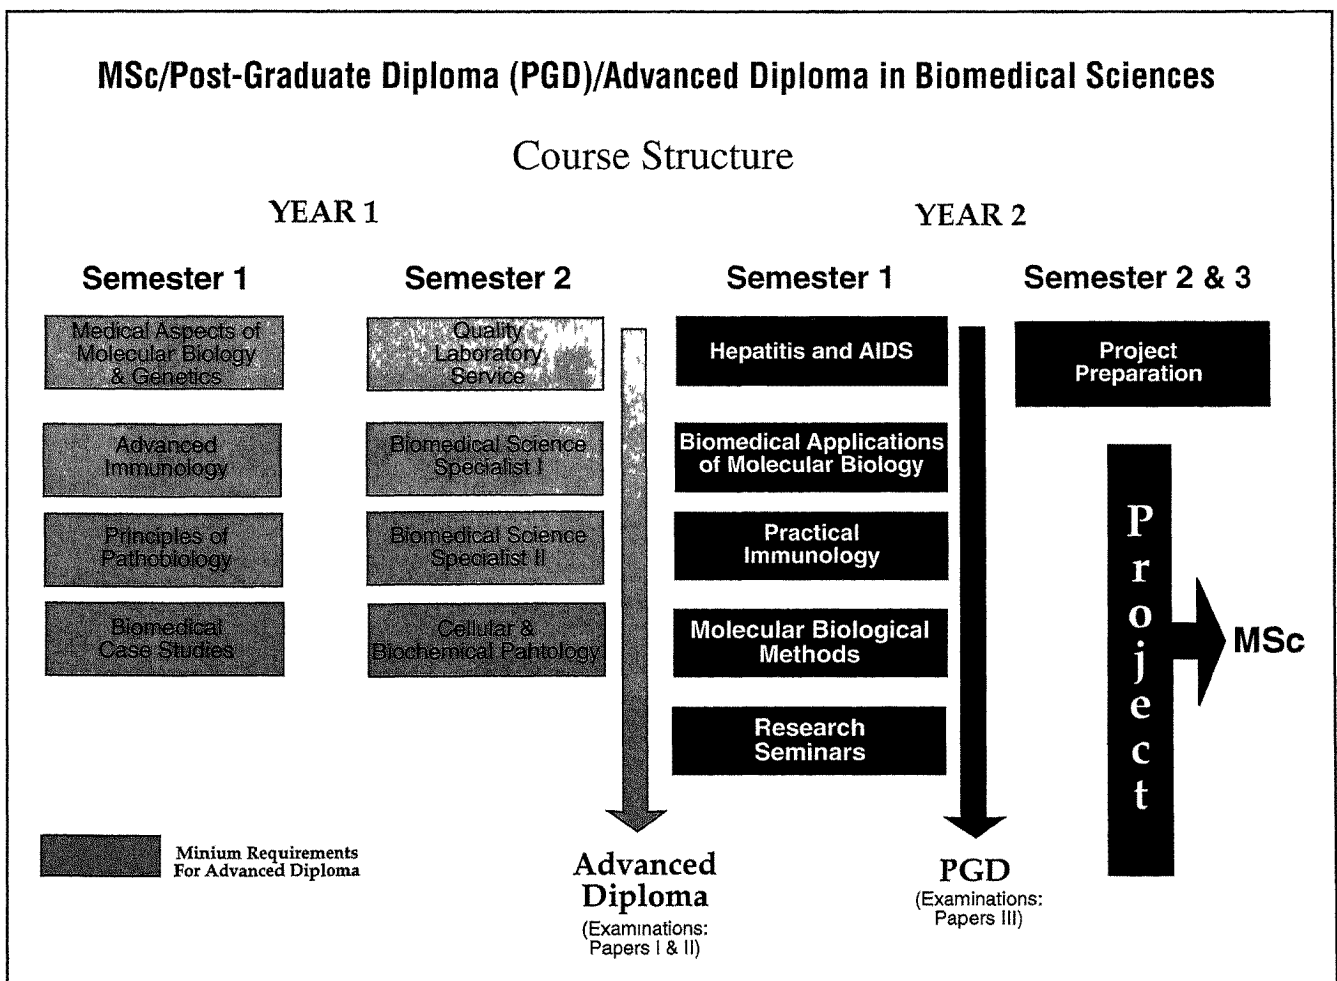 MSc/Post-Graduate Diploma (PGD)/Advanced Diploma in Biomedical Sciences
Course Structure
YEAR 1
Semester 1
Medical Aspects of
Molecular Biology
& Genetics
Advanced
Immunology
Principles of
Pathobiology
Biomedical
Case Studies
Semester 2
Quality
Laboratory
Service
Biomedical Science
Specialist I
Biomedical Science
Specialist II
Cellular &
Biochemical Pahtology
Minium Requirements
For Advanced Diploma
Advanced
Diploma
(Examinations:
Papers I & II)
YEAR 2
Semester 1
Hepatitis and AIDS
Biomedical Applications
of Molecular Biology
Practical
Immunology
Molecular Biological
Methods
Research
Seminars
PGD
(Examinations:
Papers III)
Semester 2 & 3
Project
Preparation
Project
MSc